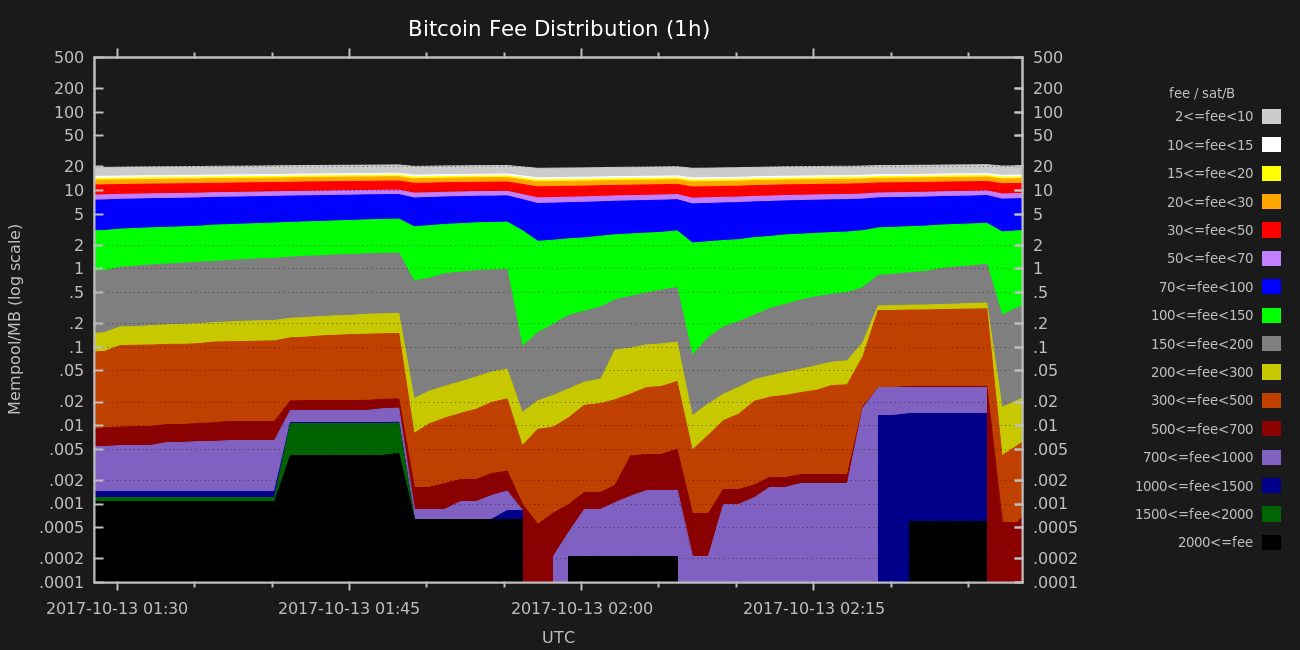 Bitcoin Fee Distribution (1h)
500
200
100
50
20
10
5
2
1
.5
.2
.1
.05
.02
.01
.005
.002
.001
.0005
.0002
.0001
Mempool/MB (log scale)
500
200
100
50
20
10
5
2
1
.5
.2
.1
.05
.02
.01
.005
.002
.001
.0005
.0002
.0001
2017-10-13 01:30
2017-10-13 01:45
2017-10-13 02:00
2017-10-13 02:15
UTC
fee / sat/B
2<=fee<10
10<=fee<15
15<=fee<20
20<=fee<30
30<=fee<50
50<=fee<70
70<=fee<100
100<=fee<150
150<=fee<200
200<=fee<300
300<=fee<500
500<=fee<700
700<=fee<1000
1000<=fee<1500
1500<=fee<2000
2000<=fee